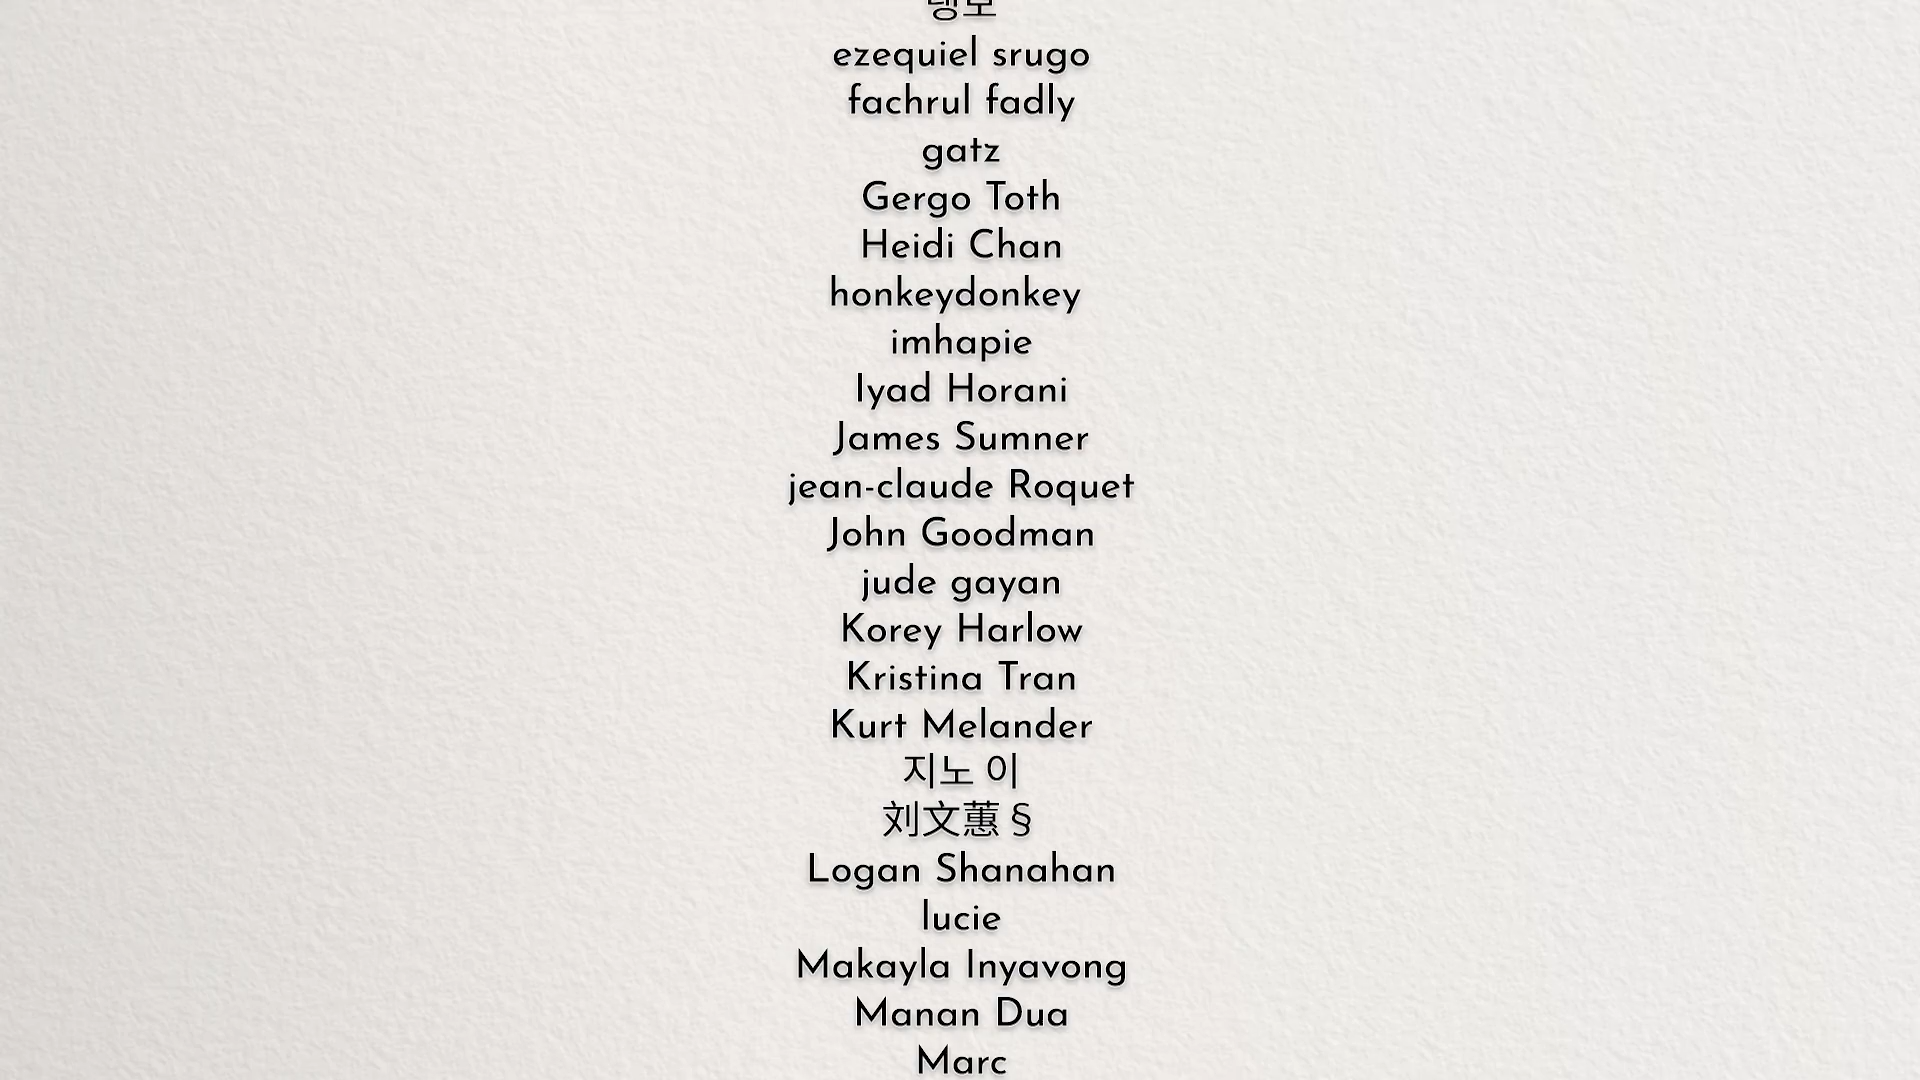 ezequiel srugo
fachrul fadly
gatz
Gergo Toth
Heidi Chan
honkeydonkey
imhapie
Iyad Horani
James Sumner
jean-claude Roquet
John Goodman
jude gayan
Korey Harlow
Kristina Tran
Kurt Melander
지노 이
刘文蕙 §
Logan Shanahan
lucie
Makayla Inyavong
Manan Dua
Marc